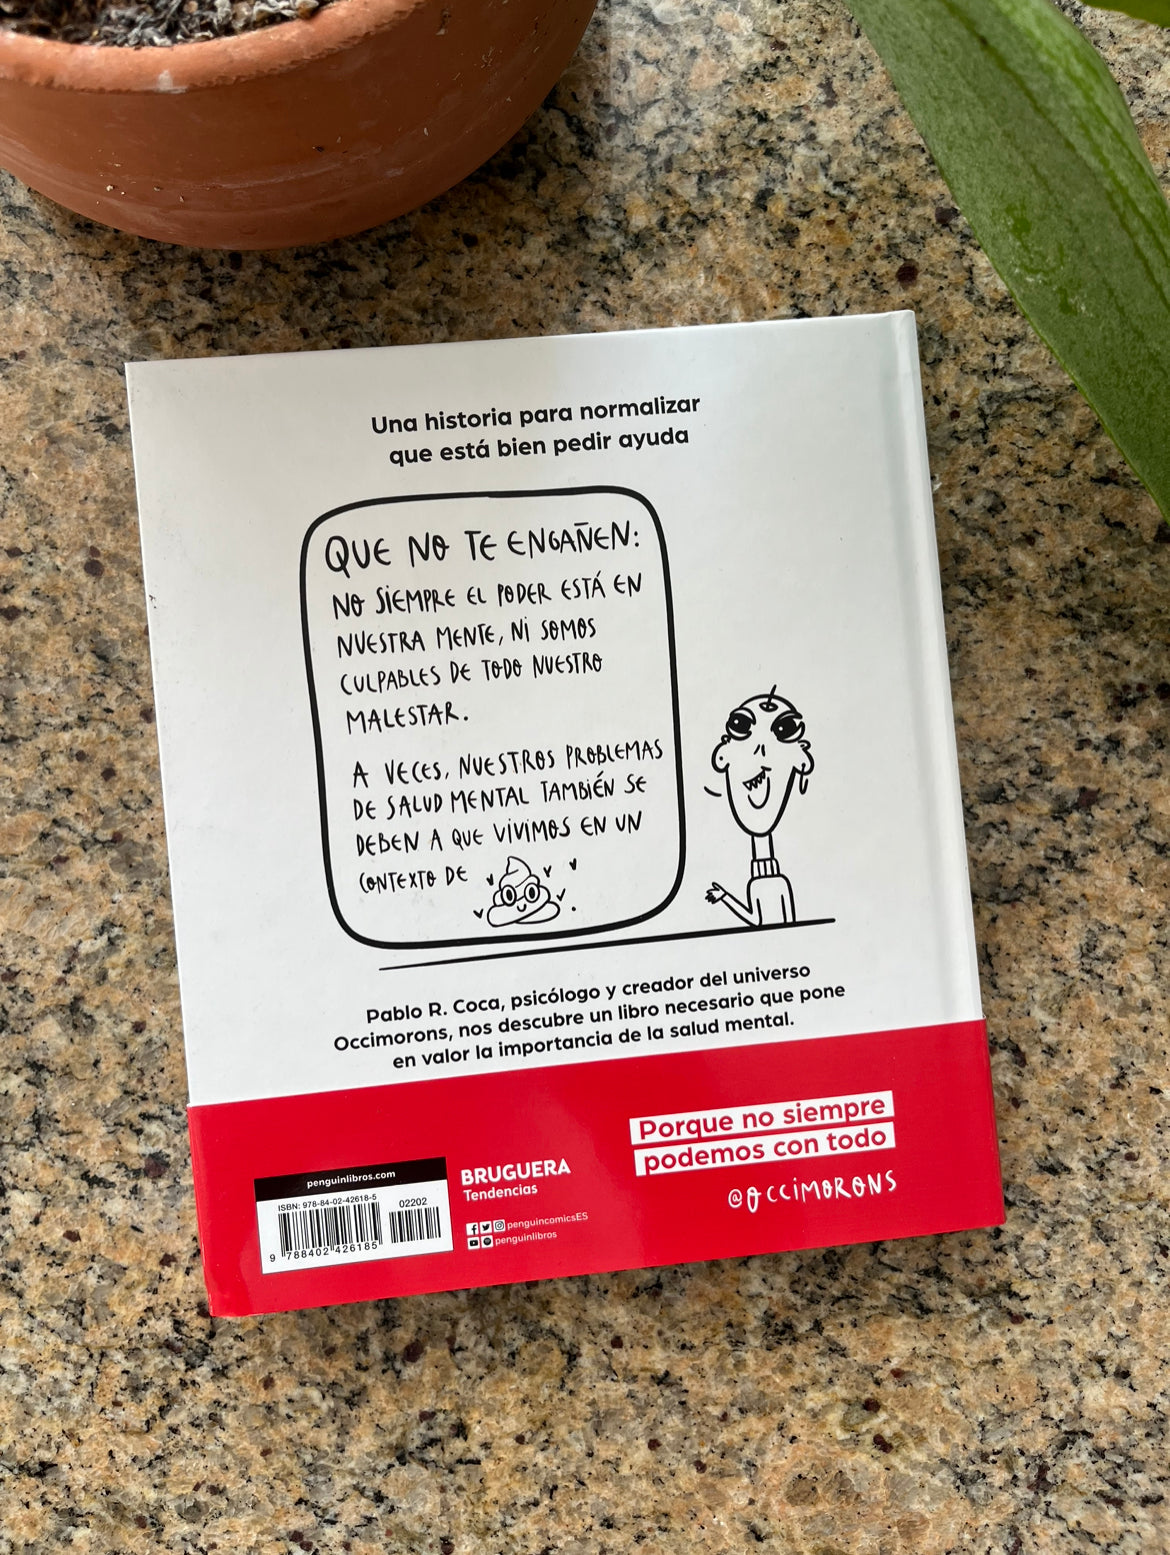 Una historia para normalizar
que está bien pedir ayuda
QUE NO TE ENGAÑEN:
NO SIEMPRE EL PODER ESTÁ EN
NUESTRA MENTE, NI SOMOS
CULPABLES DE TODO NUESTRO
MALESTAR.
A VECES, NUESTROS PROBLEMAS
DE SALUD MENTAL TAMBIÉN SE
DEBEN A QUE VIVIMOS EN UN
CONTEXTO DE
Pablo R. Coca, psicólogo y creador del universo
Occimorons, nos descubre un libro necesario que pone
en valor la importancia de la salud mental.
Porque no siempre
podemos con todo
@OCCIMORONS
BRUGUERA
Tendencias
penguincomicsES
penguinlibros
penguinlibros.com
ISBN: 978-84-02-42618-5
02202
9 788402 426185